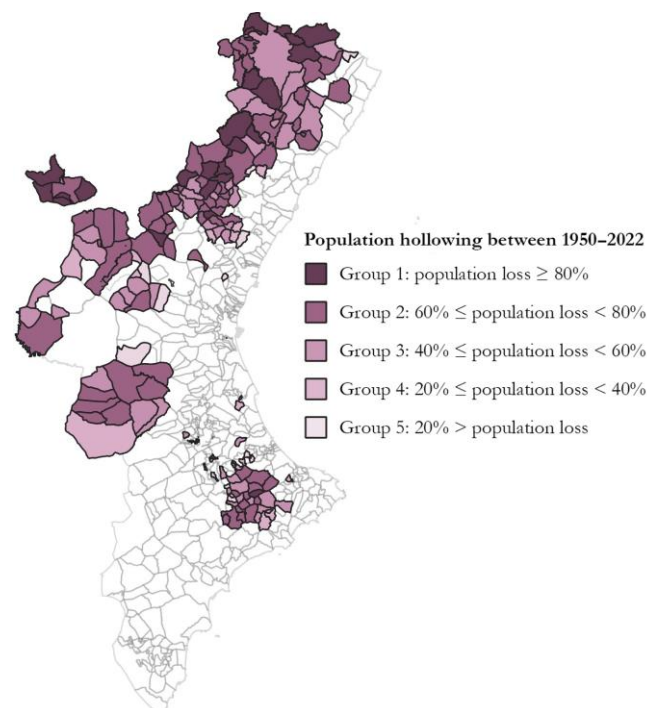 Population hollowing between 1950–2022
Group 1: population loss ≥ 80%
Group 2: 60% ≤ population loss < 80%
Group 3: 40% ≤ population loss < 60%
Group 4: 20% ≤ population loss < 40%
Group 5: 20% > population loss